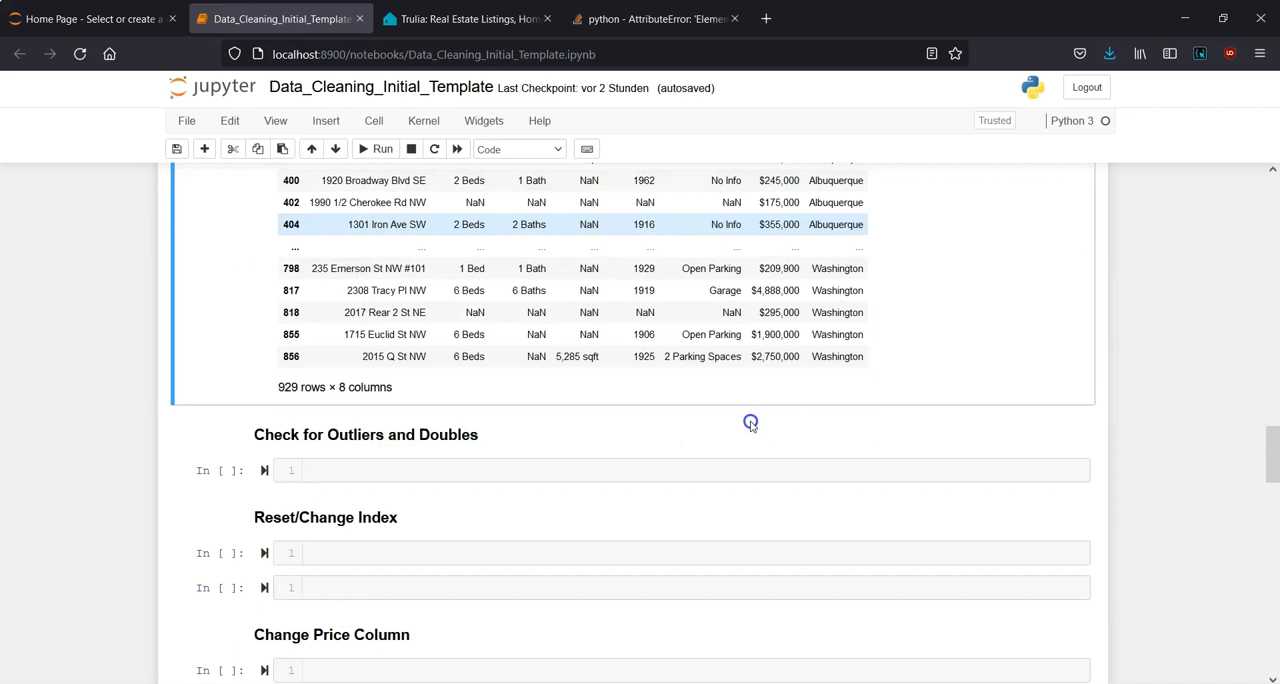 Home Page - Select or create a
Data_Cleaning_Initial_Template
Trulia: Real Estate Listings, Hom
python - AttributeError: 'Elemen
localhost:8900/notebooks/Data_Cleaning_Initial_Template.ipynb
jupyter Data_Cleaning_Initial_Template Last Checkpoint: vor 2 Stunden (autosaved)
Logout
File Edit View Insert Cell Kernel Widgets Help
Trusted Python 3
Run Code
400 1920 Broadway Blvd SE 2 Beds 1 Bath NaN 1962 No Info $245,000 Albuquerque
402 1990 1/2 Cherokee Rd NW NaN NaN NaN NaN NaN $175,000 Albuquerque
404 1301 Iron Ave SW 2 Beds 2 Baths NaN 1916 No Info $355,000 Albuquerque
... ... ... ... ... ... ... ... ...
798 235 Emerson St NW #101 1 Bed 1 Bath NaN 1929 Open Parking $209,900 Washington
817 2308 Tracy Pl NW 6 Beds 6 Baths NaN 1919 Garage $4,888,000 Washington
818 2017 Rear 2 St NE NaN NaN NaN NaN NaN $295,000 Washington
855 1715 Euclid St NW 6 Beds NaN NaN 1906 Open Parking $1,900,000 Washington
856 2015 Q St NW 6 Beds NaN 5,285 sqft 1925 2 Parking Spaces $2,750,000 Washington
929 rows × 8 columns
Check for Outliers and Doubles
In [ ]: 1
Reset/Change Index
In [ ]: 1
In [ ]: 1
Change Price Column
In [ ]: 1